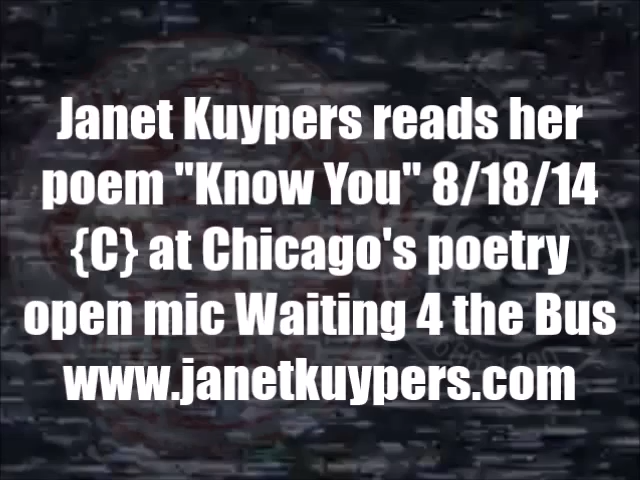 Janet Kuypers reads her
poem "Know You" 8/18/14
{C} at Chicago's poetry
open mic Waiting 4 the Bus
www.janetkuypers.com